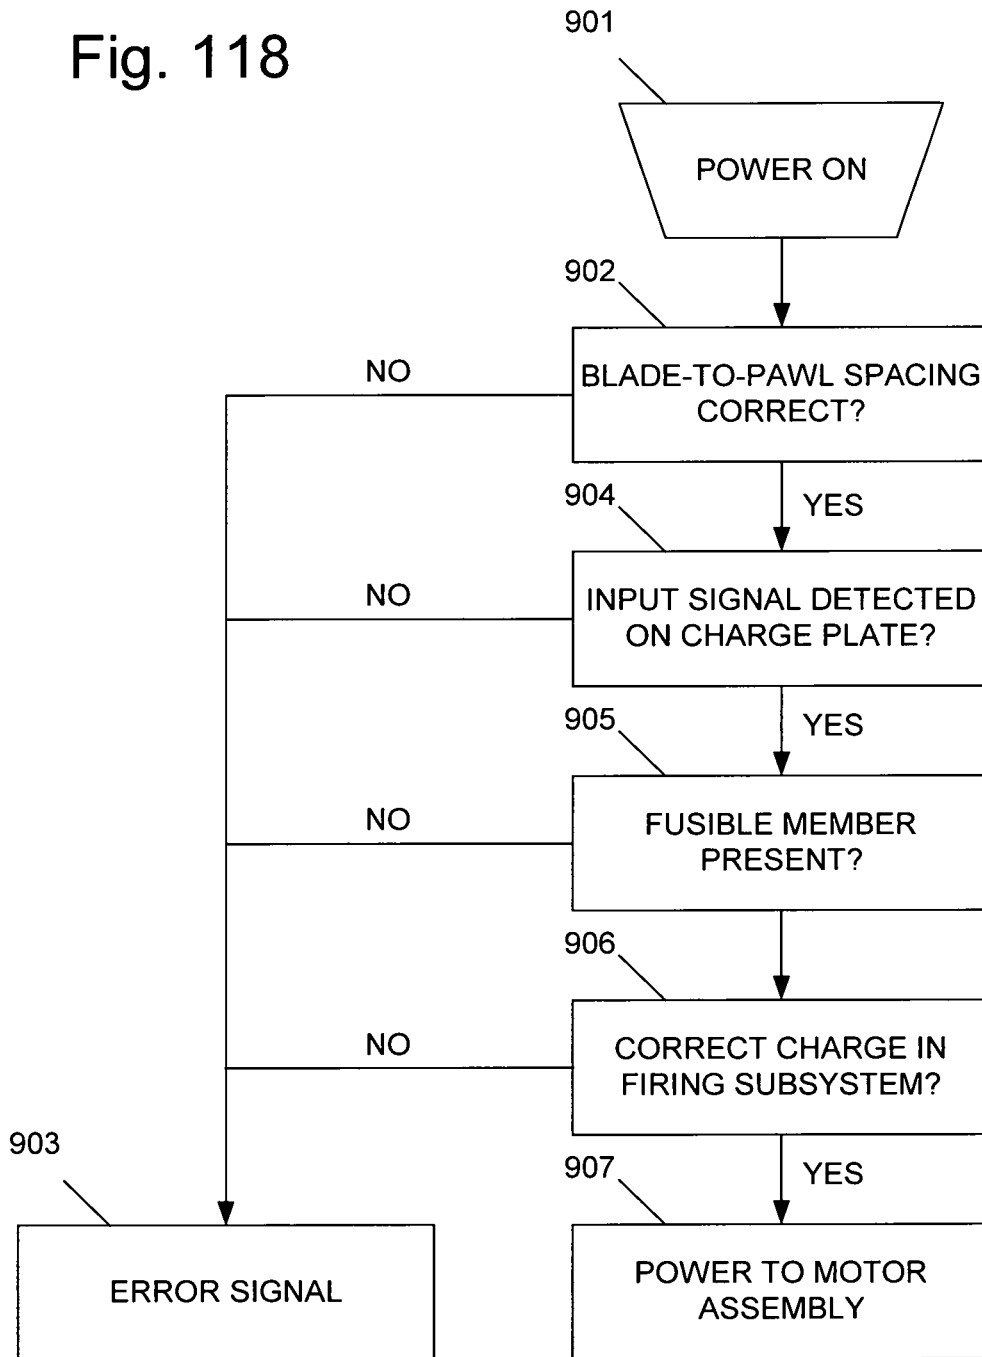 Fig. 118
901
POWER ON
902
NO
BLADE-TO-PAWL SPACING
CORRECT?
904
YES
NO
INPUT SIGNAL DETECTED
ON CHARGE PLATE?
905
YES
NO
FUSIBLE MEMBER
PRESENT?
906
NO
CORRECT CHARGE IN
FIRING SUBSYSTEM?
903
907
YES
ERROR SIGNAL
POWER TO MOTOR
ASSEMBLY